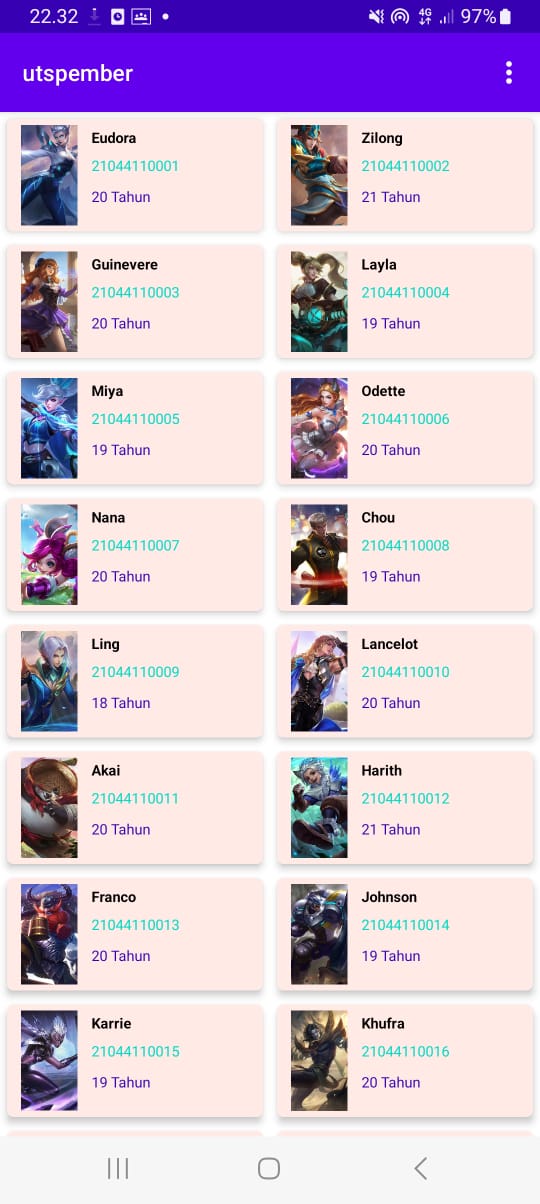 22.32
4G
97%
utspember
Eudora
21044110001
20 Tahun
Zilong
21044110002
21 Tahun
Guinevere
21044110003
20 Tahun
Layla
21044110004
19 Tahun
Miya
21044110005
19 Tahun
Odette
21044110006
20 Tahun
Nana
21044110007
20 Tahun
Chou
21044110008
19 Tahun
Ling
21044110009
18 Tahun
Lancelot
21044110010
20 Tahun
Akai
21044110011
20 Tahun
Harith
21044110012
21 Tahun
Franco
21044110013
20 Tahun
Johnson
21044110014
19 Tahun
Karrie
21044110015
19 Tahun
Khufra
21044110016
20 Tahun